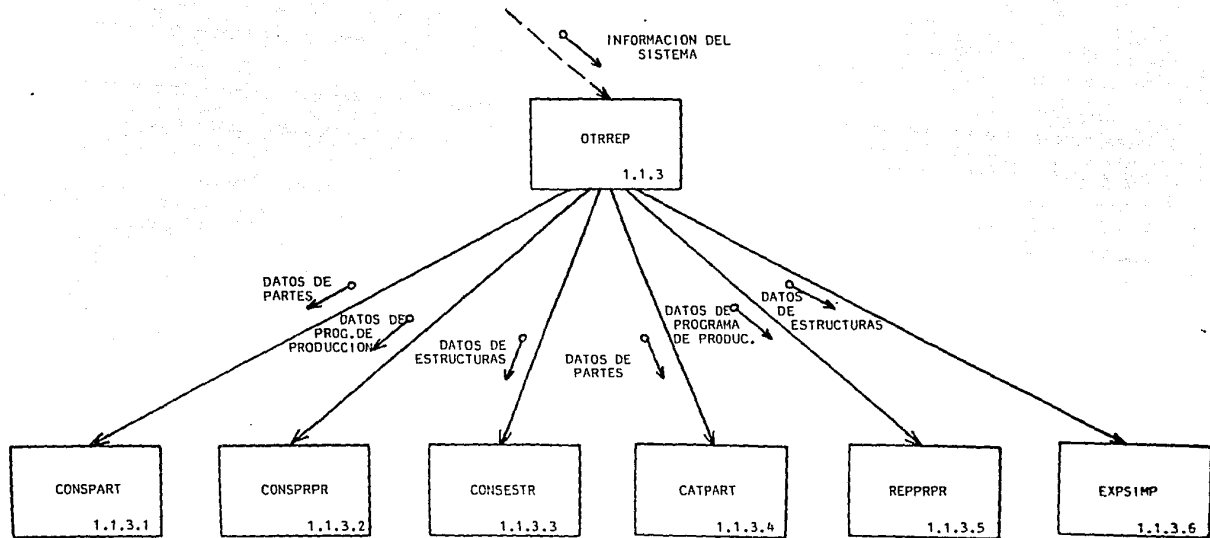 INFORMACION DEL
SISTEMA
OTRREP
1.1.3
DATOS DE
PARTES
DATOS DE
PROG.DE
PRODUCCION
DATOS DE
ESTRUCTURAS
DATOS DE
PARTES
DATOS DE
PROGRAMA
DE PRODUC.
DATOS
DE
ESTRUCTURAS
CONSPART
1.1.3.1
CONSPRPR
1.1.3.2
CONSESTR
1.1.3.3
CATPART
1.1.3.4
REPPRPR
1.1.3.5
EXPSIMP
1.1.3.6